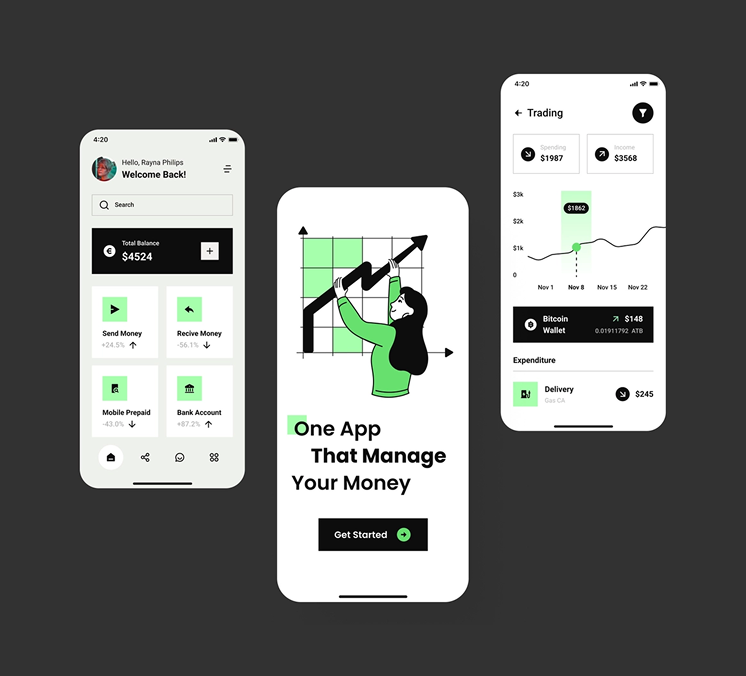 4:20
Hello, Rayna Philips
Welcome Back!
Search
Total Balance
$4524
Send Money
+24.5%
Recive Money
-56.1%
Mobile Prepaid
-43.0%
Bank Account
+87.2%
One App
That Manage
Your Money
Get Started
4:20
Trading
Spending
$1987
Income
$3568
$3k
$2k
$1k
0
$1862
Nov 1 Nov 8 Nov 15 Nov 22
Bitcoin
Wallet
$148
0.01911792 ATB
Expenditure
Delivery
Gas CA
$245